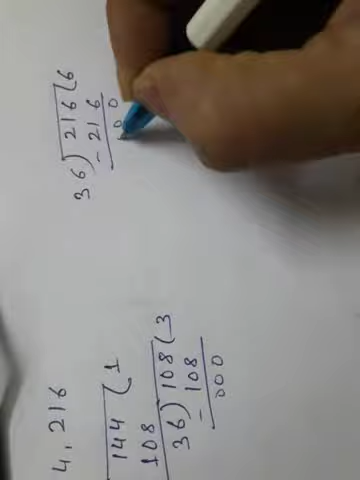 4, 216
144 ( 1
108
36 ) 108 ( 3
- 108
000
36 ) 216 ( 6
- 216
00